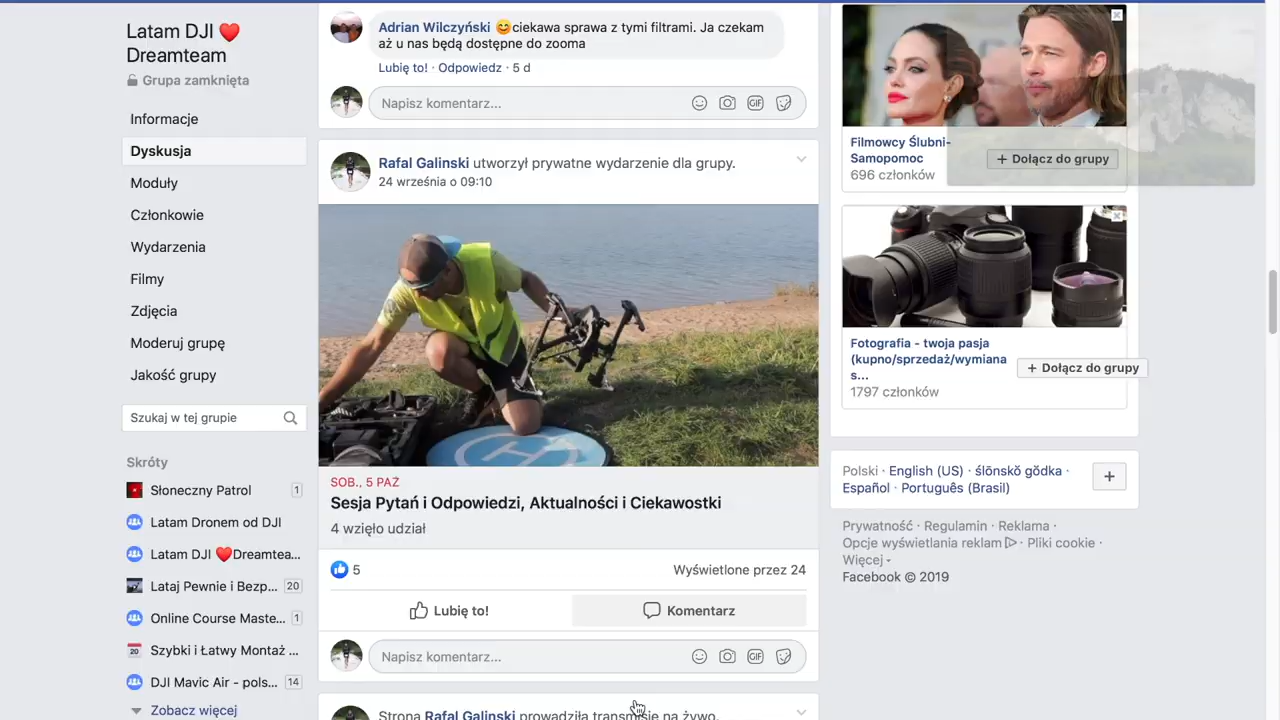 Latam DJI ❤️
Dreamteam
Grupa zamknięta
Informacje
Dyskusja
Moduły
Członkowie
Wydarzenia
Filmy
Zdjęcia
Moderuj grupę
Jakość grupy
Szukaj w tej grupie
Skróty
Słoneczny Patrol 1
Latam Dronem od DJI
Latam DJI ❤️Dreamtea...
Lataj Pewnie i Bezp... 20
Online Course Maste... 1
Szybki i Łatwy Montaż ...
DJI Mavic Air - pols... 14
Zobacz więcej
Adrian Wilczyński 😊ciekawa sprawa z tymi filtrami. Ja czekam
aż u nas będą dostępne do zooma
Lubię to! · Odpowiedz · 5 d
Napisz komentarz...
GIF
Rafal Galinski utworzył prywatne wydarzenie dla grupy.
24 września o 09:10
H
SOB., 5 PAŹ
Sesja Pytań i Odpowiedzi, Aktualności i Ciekawostki
4 wzięło udział
5
Wyświetlone przez 24
Lubię to!
Komentarz
Napisz komentarz...
GIF
Strona Rafal Galinski prowadziła transmisję na żywo.
Filmowcy Ślubni-
Samopomoc
696 członków
+ Dołącz do grupy
Fotografia - twoja pasja
(kupno/sprzedaż/wymiana
s...
1797 członków
+ Dołącz do grupy
Polski · English (US) · ślōnskŏ gŏdka ·
Español · Português (Brasil)
+
Prywatność · Regulamin · Reklama ·
Opcje wyświetlania reklam · Pliki cookie ·
Więcej
Facebook © 2019